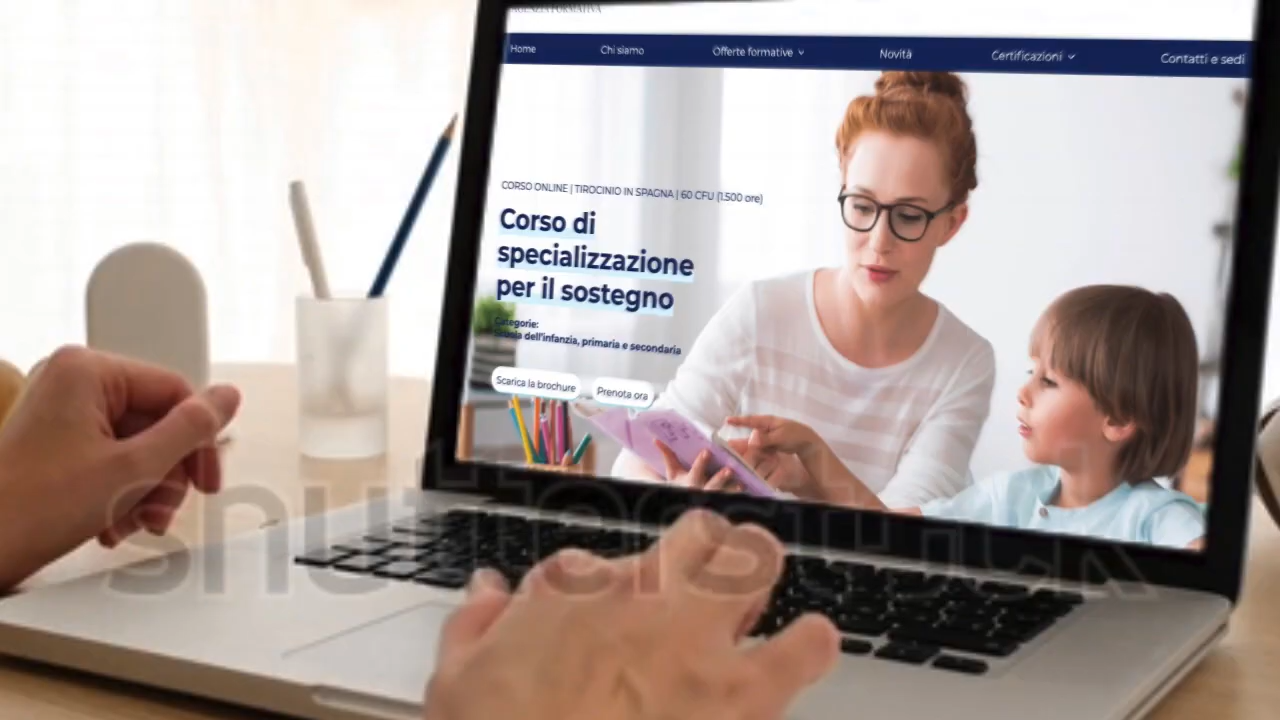 Home Chi siamo Offerte formative Novità Certificazioni Contatti e sedi
CORSO ONLINE | TIROCINIO IN SPAGNA | 60 CFU (1.500 ore)
Corso di
specializzazione
per il sostegno
Categorie:
dell'infanzia, primaria e secondaria
Scarica la brochure Prenota ora
shutterstock